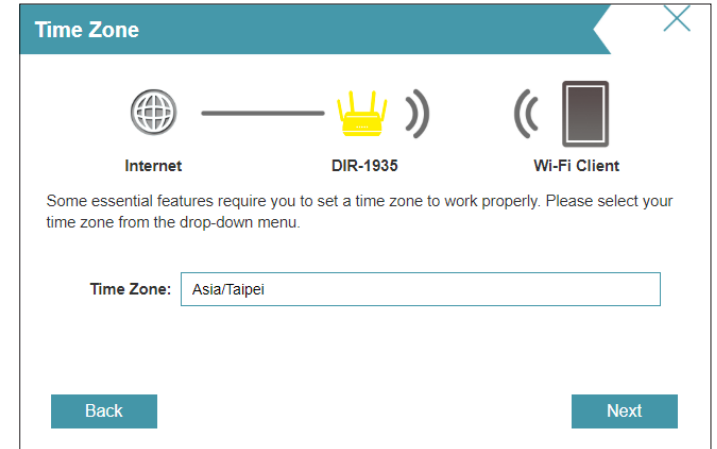 Time Zone
Internet
DIR-1935
Wi-Fi Client
Some essential features require you to set a time zone to work properly. Please select your
time zone from the drop-down menu.
Time Zone: Asia/Taipei
Back
Next